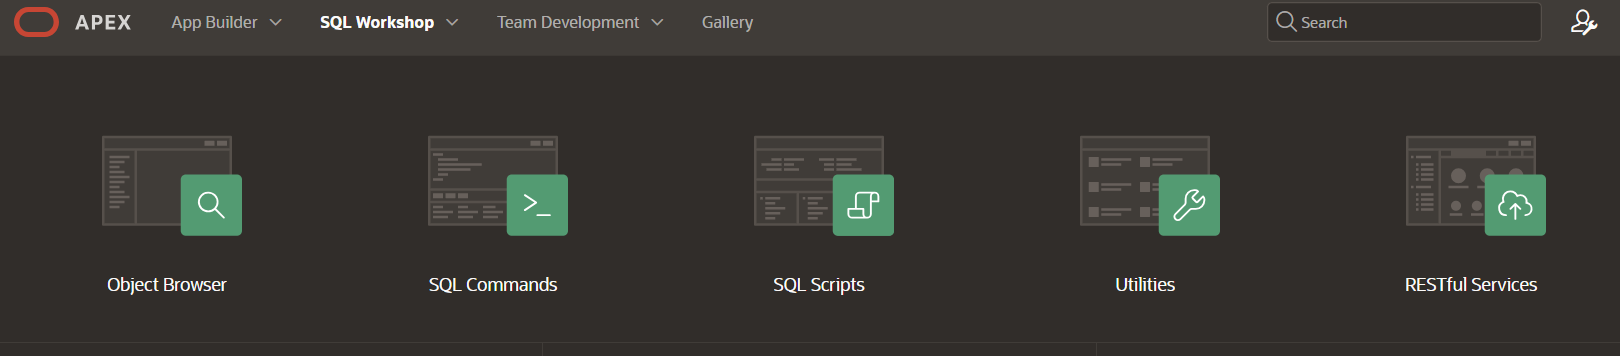 APEX App Builder SQL Workshop Team Development Gallery Search
Object Browser SQL Commands SQL Scripts Utilities RESTful Services